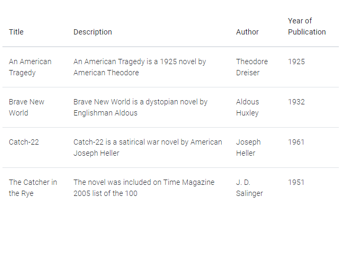 Title Description Author Year of
Publication
An American An American Tragedy is a 1925 novel by Theodore 1925
Tragedy American Theodore Dreiser
Brave New Brave New World is a dystopian novel by Aldous 1932
World Englishman Aldous Huxley
Catch-22 Catch-22 is a satirical war novel by American Joseph 1961
Joseph Heller Heller
The Catcher in The novel was included on Time Magazine J. D. 1951
the Rye 2005 list of the 100 Salinger